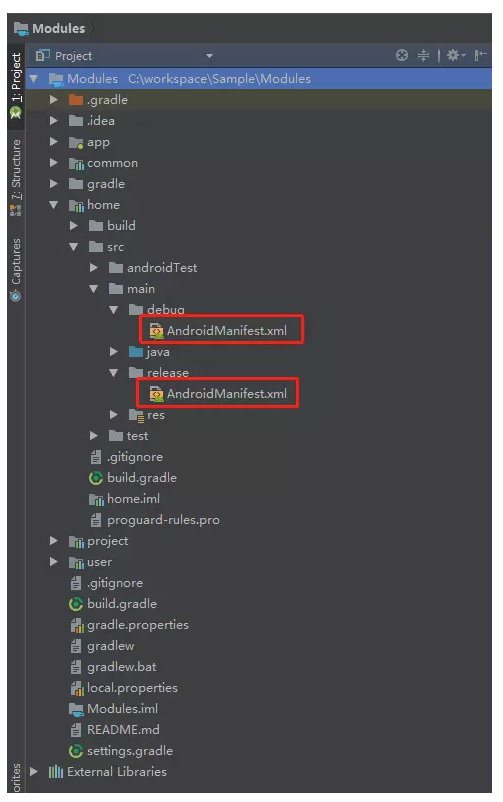 Modules
Project
Modules C:\workspace\Sample\Modules
.gradle
.idea
app
common
gradle
home
build
src
androidTest
main
debug
AndroidManifest.xml
java
release
AndroidManifest.xml
res
test
.gitignore
build.gradle
home.iml
proguard-rules.pro
project
user
.gitignore
build.gradle
gradle.properties
gradlew
gradlew.bat
local.properties
Modules.iml
README.md
settings.gradle
External Libraries
1: Project
7: Structure
Captures
orites